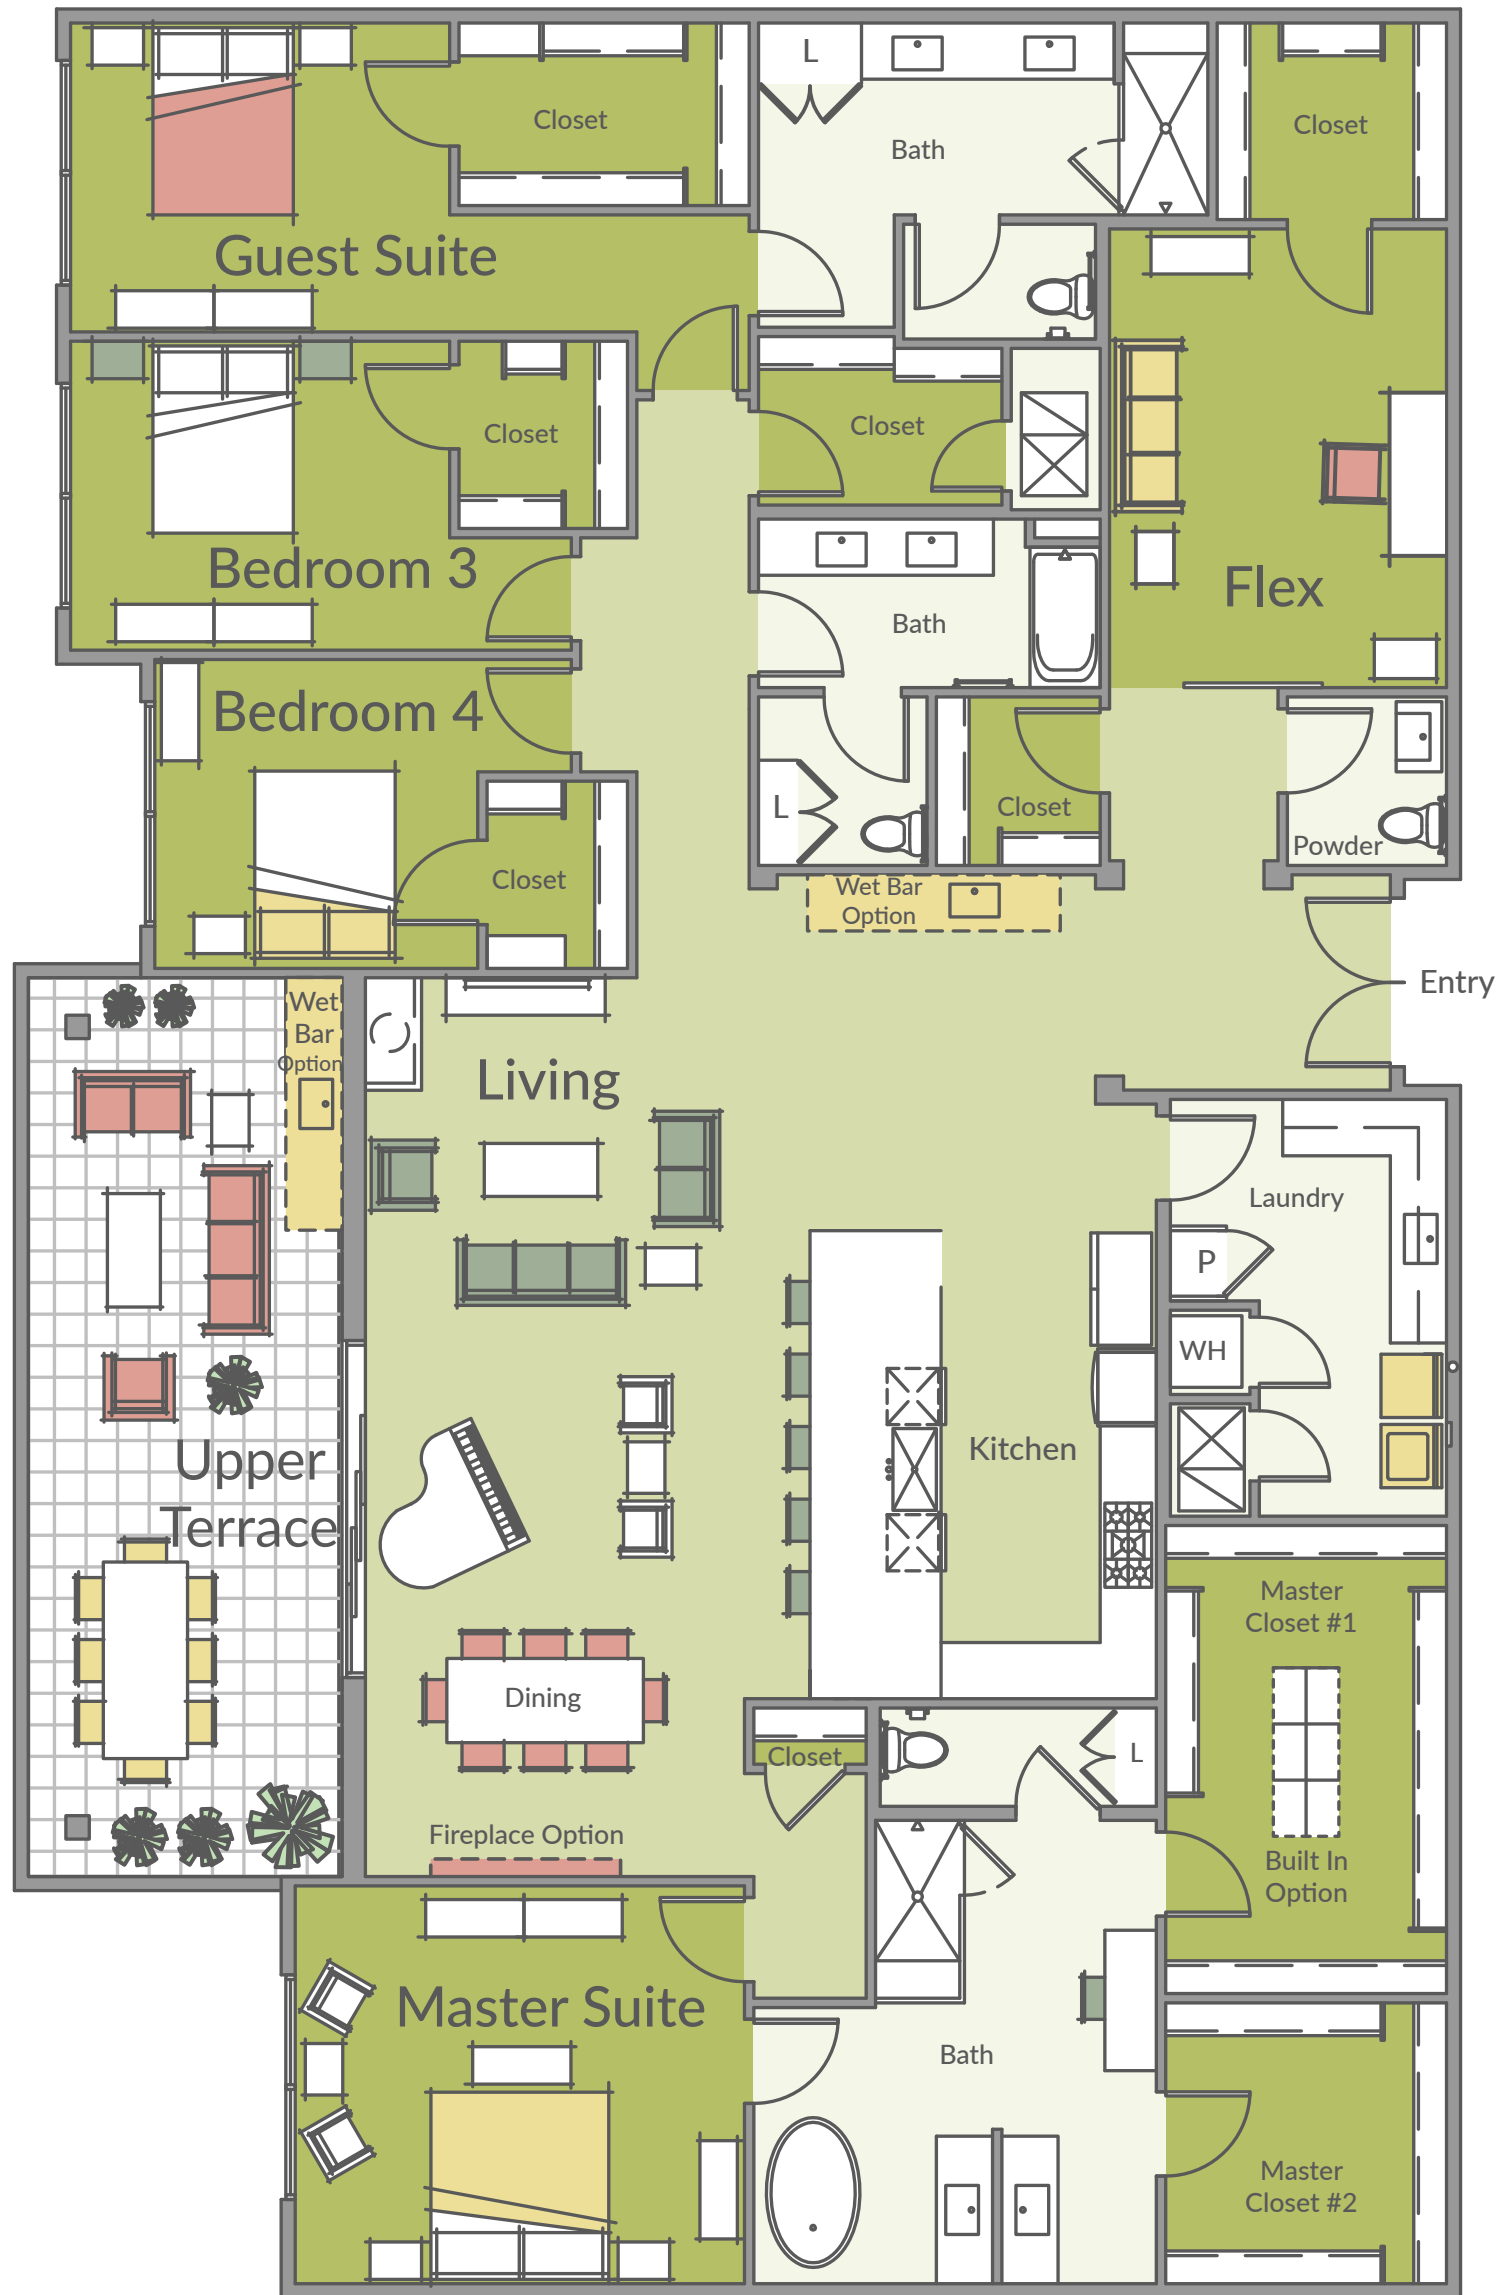 L
Closet
Bath
Closet
Guest Suite
Closet
Closet
Bedroom 3
Flex
Bath
Bedroom 4
L
Closet
Powder
Closet
Wet Bar
Option
Entry
Wet
Bar
Option
Living
Laundry
P
WH
Kitchen
Upper
Terrace
Master
Closet #1
Dining
Closet
L
Fireplace Option
Built In
Option
Master Suite
Bath
Master
Closet #2